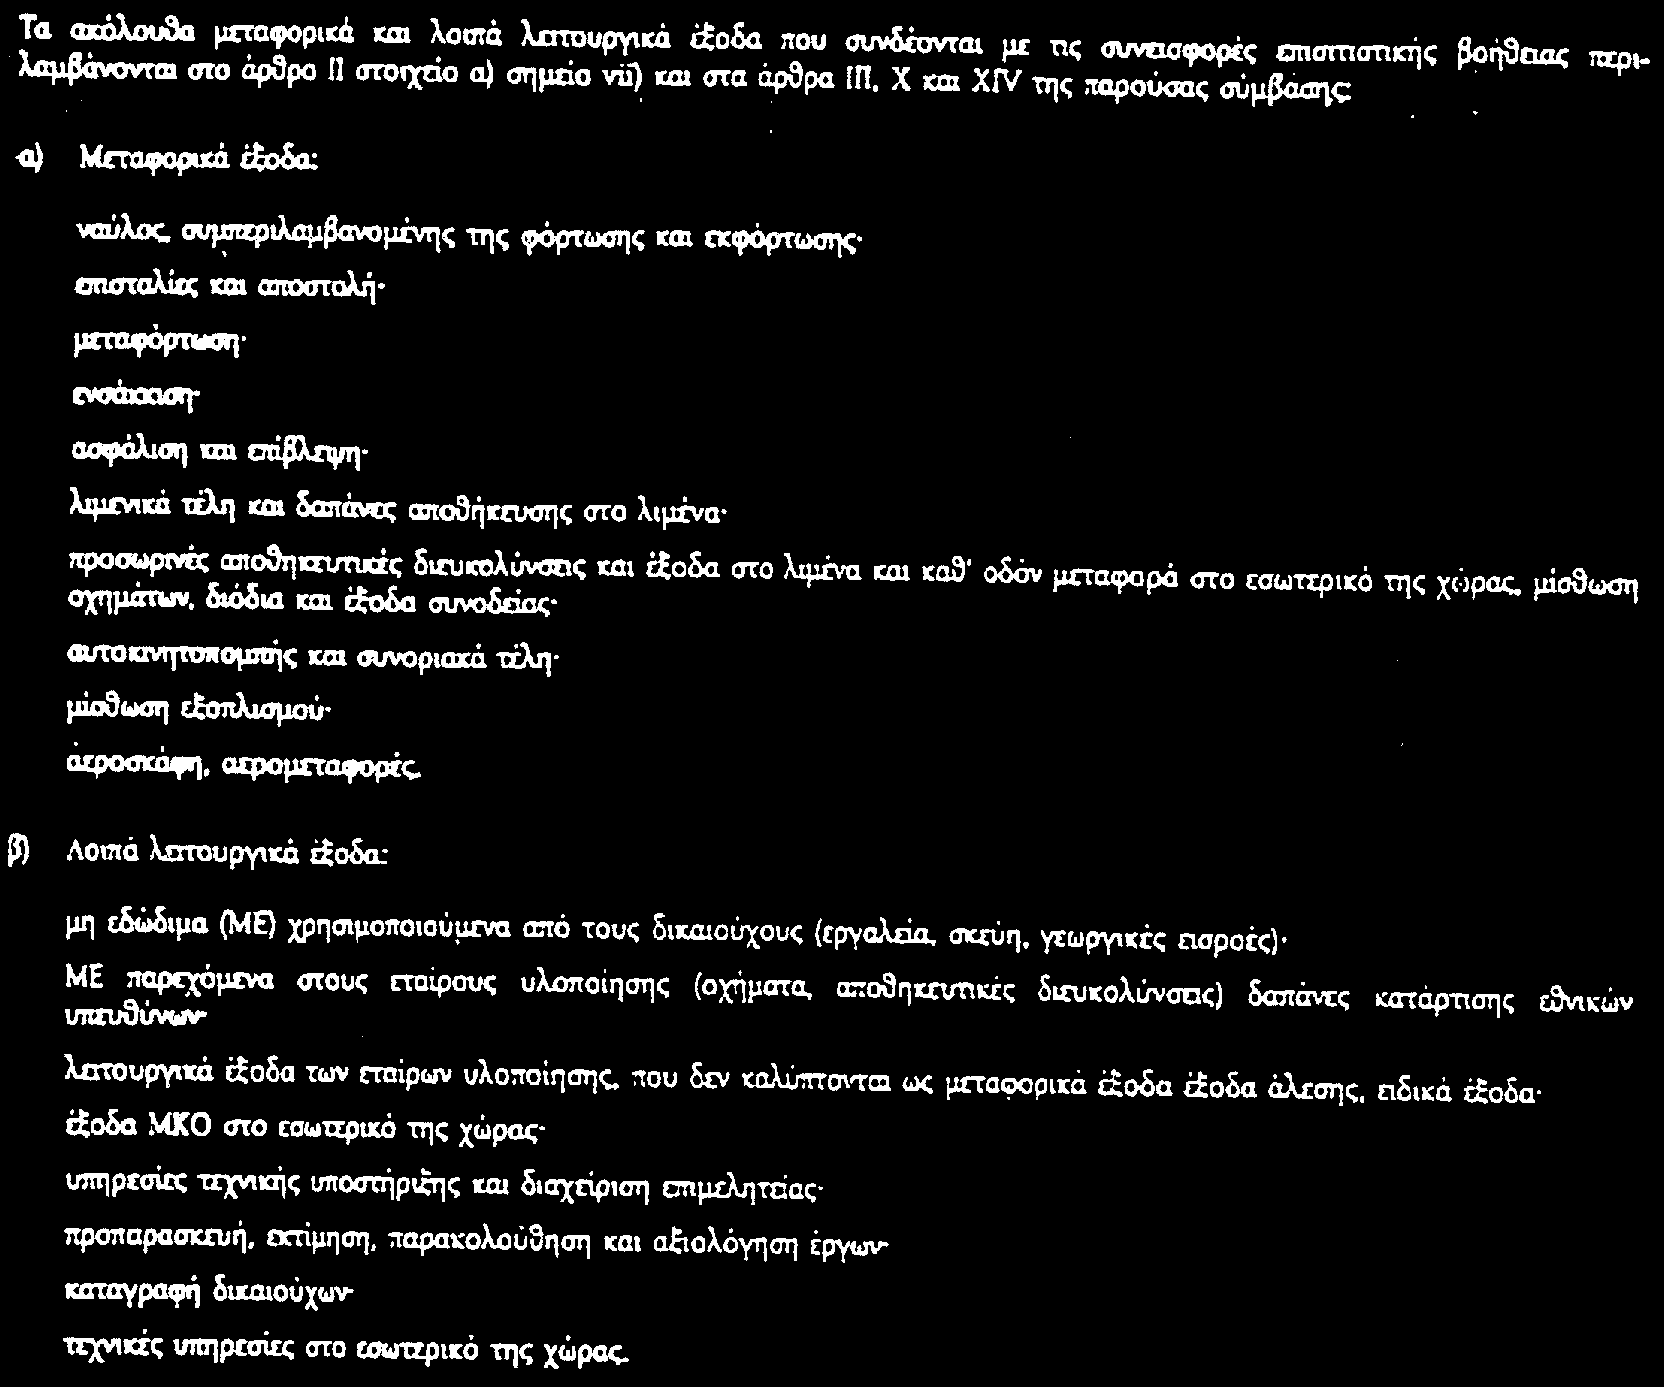 Τα ακόλουθα μεταφορικά και λοιπά λειτουργικά έξοδα που συνδέονται με τις συνεισφορές επισιτιστικής βοήθειας περι-
λαμβάνονται στο άρθρο II στοιχείο α) σημείο vii) και στα άρθρα III, X και XIV της παρούσας σύμβασης:
α) Μεταφορικά έξοδα:
ναύλος, συμπεριλαμβανομένης της φόρτωσης και εκφόρτωσης·
επισταλίες και αποστολή·
μεταφόρτωση·
ενσάκκιση·
ασφάλιση και επίβλεψη·
λιμενικά τέλη και δαπάνες αποθήκευσης στο λιμένα·
προσωρινές αποθηκευτικές διευκολύνσεις και έξοδα στο λιμένα και καθ' οδόν μεταφορά στο εσωτερικό της χώρας, μίσθωση
οχημάτων, διόδια και έξοδα συνοδείας·
αυτοκινητοπομπής και συνοριακά τέλη·
μίσθωση εξοπλισμού·
αεροσκάφη, αερομεταφορές.
β) Λοιπά λειτουργικά έξοδα:
μη εδώδιμα (ΜΕ) χρησιμοποιούμενα από τους δικαιούχους (εργαλεία, σκεύη, γεωργικές εισροές)·
ΜΕ παρεχόμενα στους εταίρους υλοποίησης (οχήματα, αποθηκευτικές διευκολύνσεις) δαπάνες κατάρτισης εθνικών
υπευθύνων·
λειτουργικά έξοδα των εταίρων υλοποίησης, που δεν καλύπτονται ως μεταφορικά έξοδα έξοδα άλεσης, ειδικά έξοδα·
έξοδα ΜΚΟ στο εσωτερικό της χώρας·
υπηρεσίες τεχνικής υποστήριξης και διαχείριση επιμελητείας·
προπαρασκευή, εκτίμηση, παρακολούθηση και αξιολόγηση έργων·
καταγραφή δικαιούχων·
τεχνικές υπηρεσίες στο εσωτερικό της χώρας.